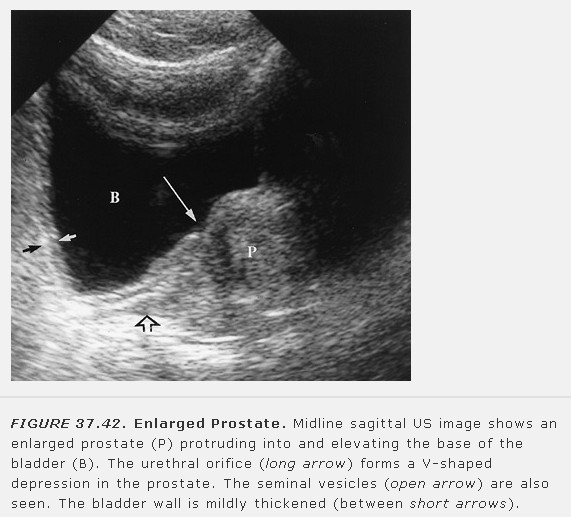 B
P
FIGURE 37.42. Enlarged Prostate. Midline sagittal US image shows an
enlarged prostate (P) protruding into and elevating the base of the
bladder (B). The urethral orifice (long arrow) forms a V-shaped
depression in the prostate. The seminal vesicles (open arrow) are also
seen. The bladder wall is mildly thickened (between short arrows).